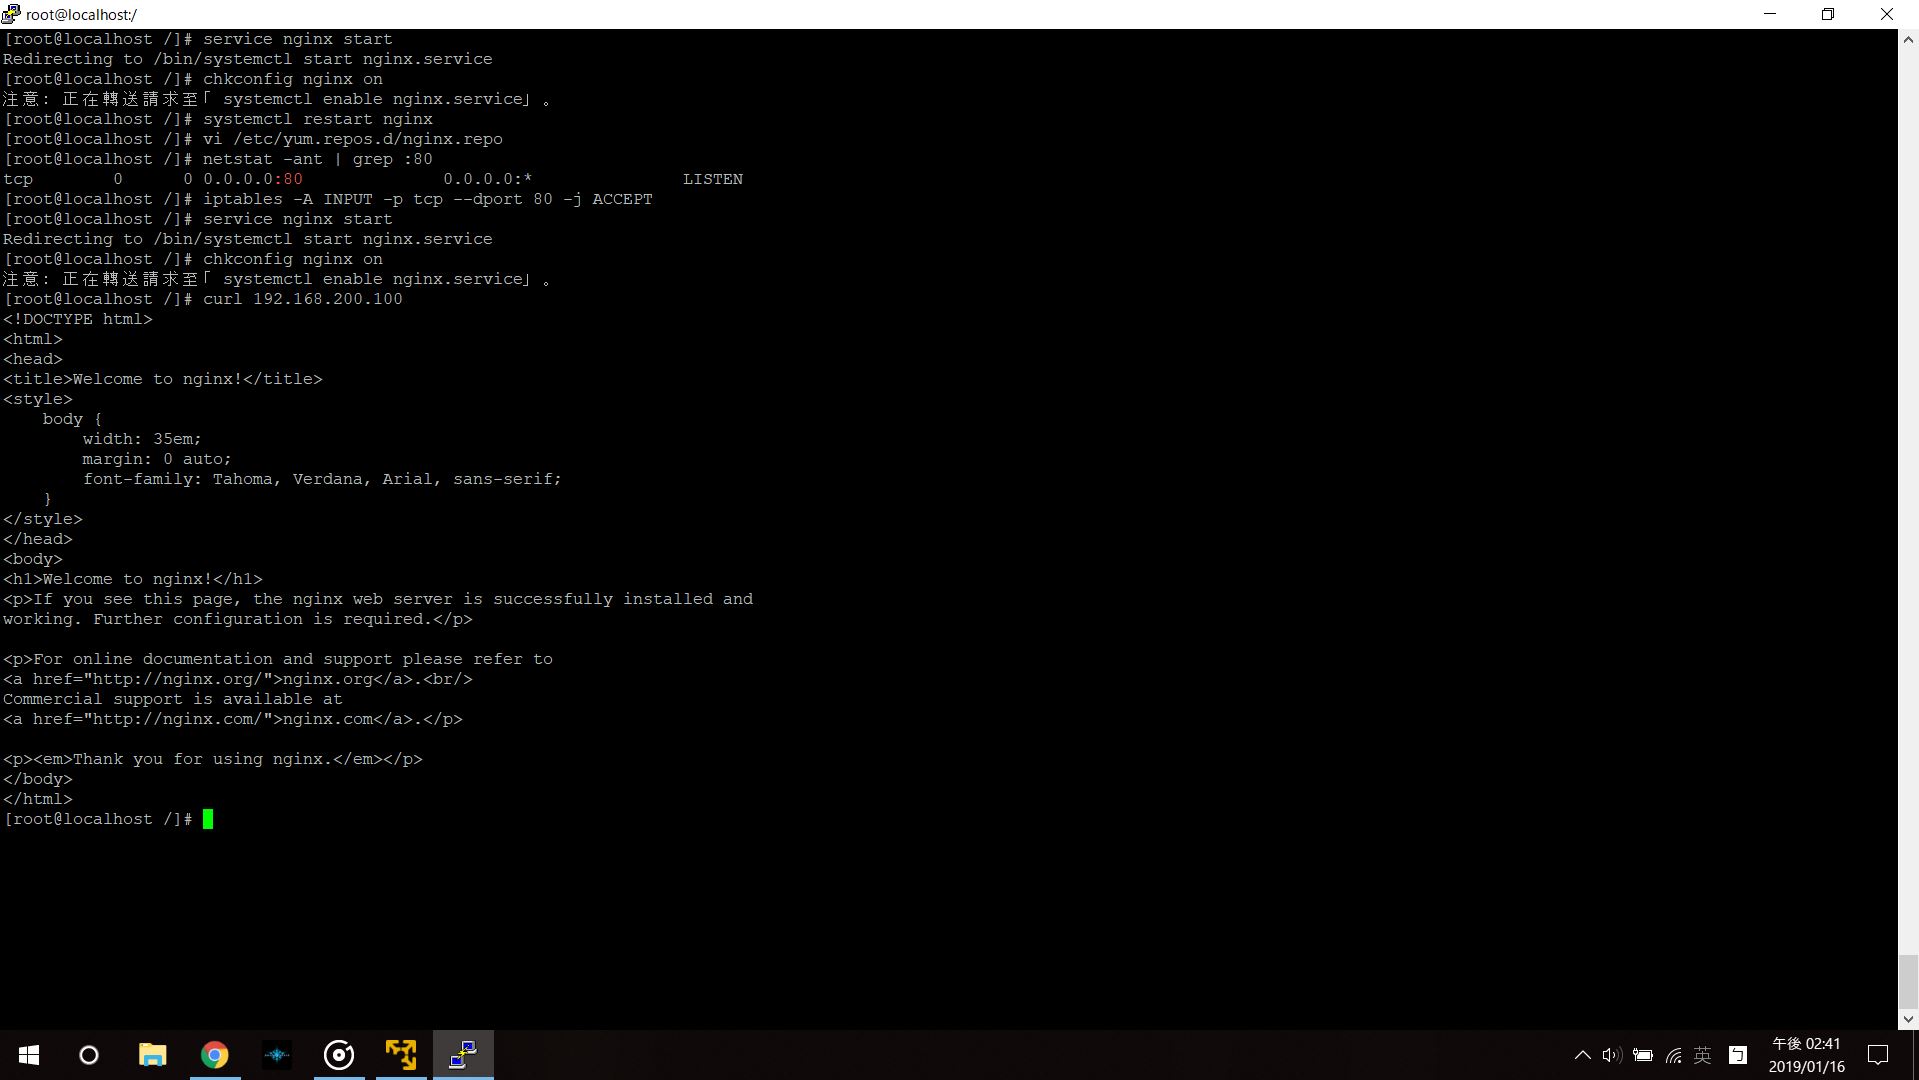 root@localhost:/
[root@localhost /]# service nginx start
Redirecting to /bin/systemctl start nginx.service
[root@localhost /]# chkconfig nginx on
注意: 正在轉送請求至「 systemctl enable nginx.service」。
[root@localhost /]# systemctl restart nginx
[root@localhost /]# vi /etc/yum.repos.d/nginx.repo
[root@localhost /]# netstat -ant | grep :80
tcp        0      0 0.0.0.0:80              0.0.0.0:*               LISTEN
[root@localhost /]# iptables -A INPUT -p tcp --dport 80 -j ACCEPT
[root@localhost /]# service nginx start
Redirecting to /bin/systemctl start nginx.service
[root@localhost /]# chkconfig nginx on
注意: 正在轉送請求至「 systemctl enable nginx.service」。
[root@localhost /]# curl 192.168.200.100
<!DOCTYPE html>
<html>
<head>
<title>Welcome to nginx!</title>
<style>
    body {
        width: 35em;
        margin: 0 auto;
        font-family: Tahoma, Verdana, Arial, sans-serif;
    }
</style>
</head>
<body>
<h1>Welcome to nginx!</h1>
<p>If you see this page, the nginx web server is successfully installed and
working. Further configuration is required.</p>

<p>For online documentation and support please refer to
<a href="http://nginx.org/">nginx.org</a>.<br/>
Commercial support is available at
<a href="http://nginx.com/">nginx.com</a>.</p>

<p><em>Thank you for using nginx.</em></p>
</body>
</html>
[root@localhost /]#
英
ㄅ
午後 02:41
2019/01/16